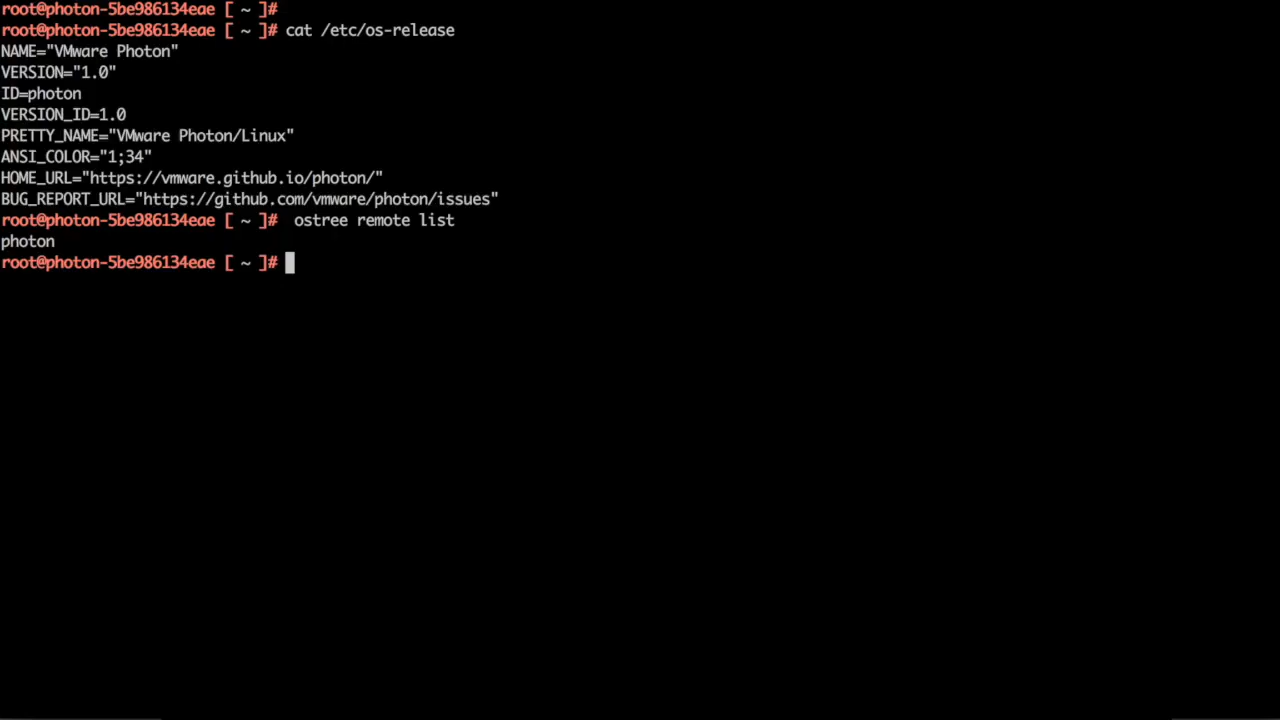 root@photon-5be986134eae [ ~ ]#
root@photon-5be986134eae [ ~ ]# cat /etc/os-release
NAME="VMware Photon"
VERSION="1.0"
ID=photon
VERSION_ID=1.0
PRETTY_NAME="VMware Photon/Linux"
ANSI_COLOR="1;34"
HOME_URL="https://vmware.github.io/photon/"
BUG_REPORT_URL="https://github.com/vmware/photon/issues"
root@photon-5be986134eae [ ~ ]#  ostree remote list
photon
root@photon-5be986134eae [ ~ ]#